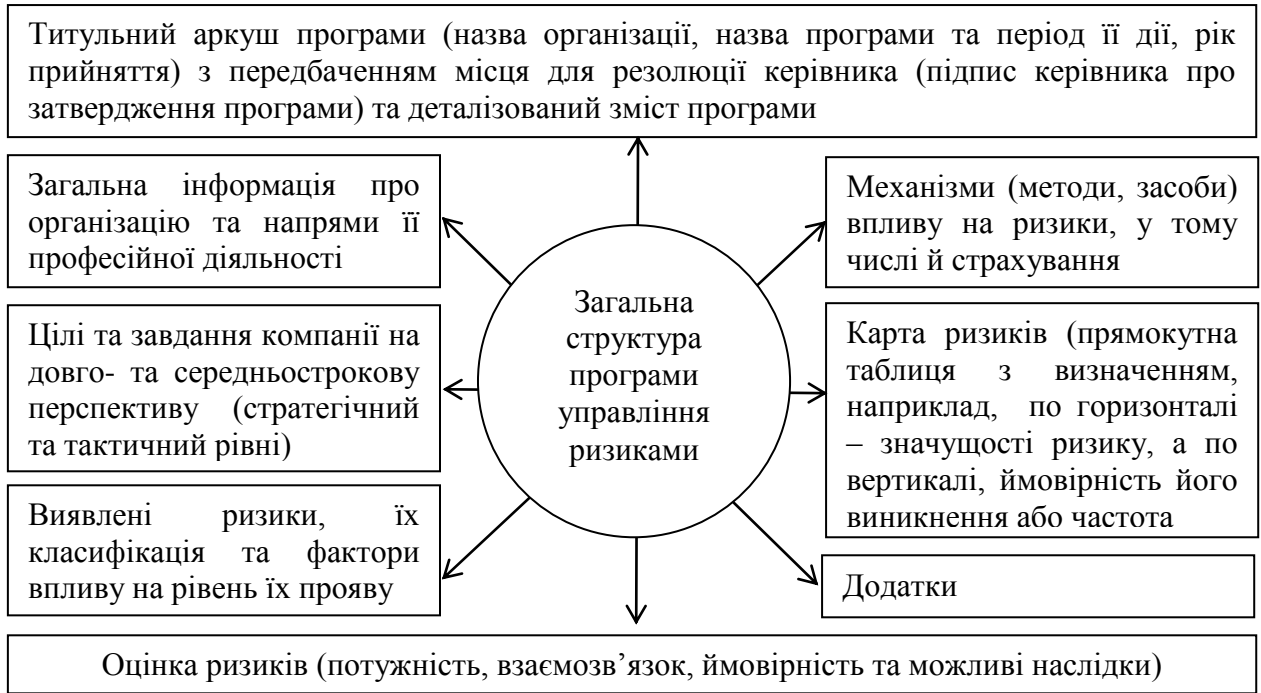 Титульний аркуш програми (назва організації, назва програми та період її дії, рік
прийняття) з передбаченням місця для резолюції керівника (підпис керівника про
затвердження програми) та деталізований зміст програми
Загальна інформація про
організацію та напрями її
професійної діяльності
Цілі та завдання компанії на
довго- та середньострокову
перспективу (стратегічний
та тактичний рівні)
Виявлені ризики, їх
класифікація та фактори
впливу на рівень їх прояву
Загальна
структура
програми
управління
ризиками
Механізми (методи, засоби)
впливу на ризики, у тому
числі й страхування
Карта ризиків (прямокутна
таблиця з визначенням,
наприклад, по горизонталі
– значущості ризику, а по
вертикалі, ймовірність його
виникнення або частота
Додатки
Оцінка ризиків (потужність, взаємозв’язок, ймовірність та можливі наслідки)